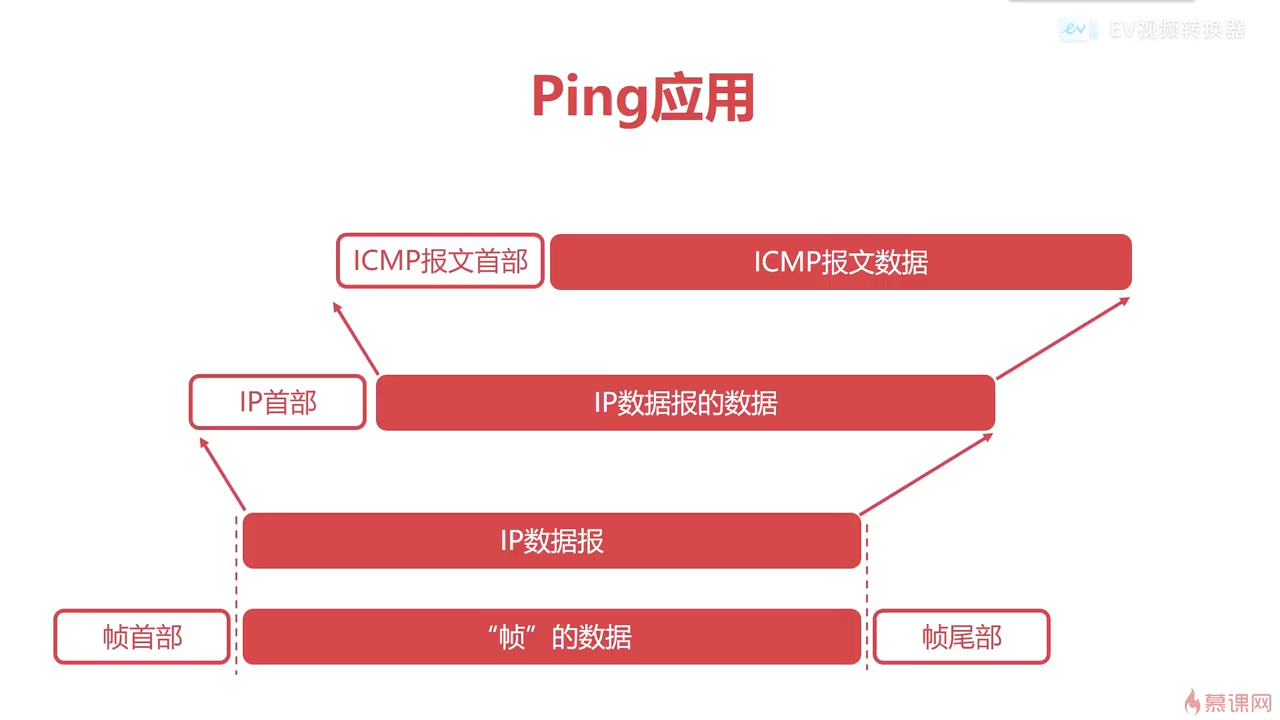 EV视频转换器
Ping应用
ICMP报文首部 ICMP报文数据
IP首部 IP数据报的数据
IP数据报
帧首部 “帧”的数据 帧尾部
慕课网